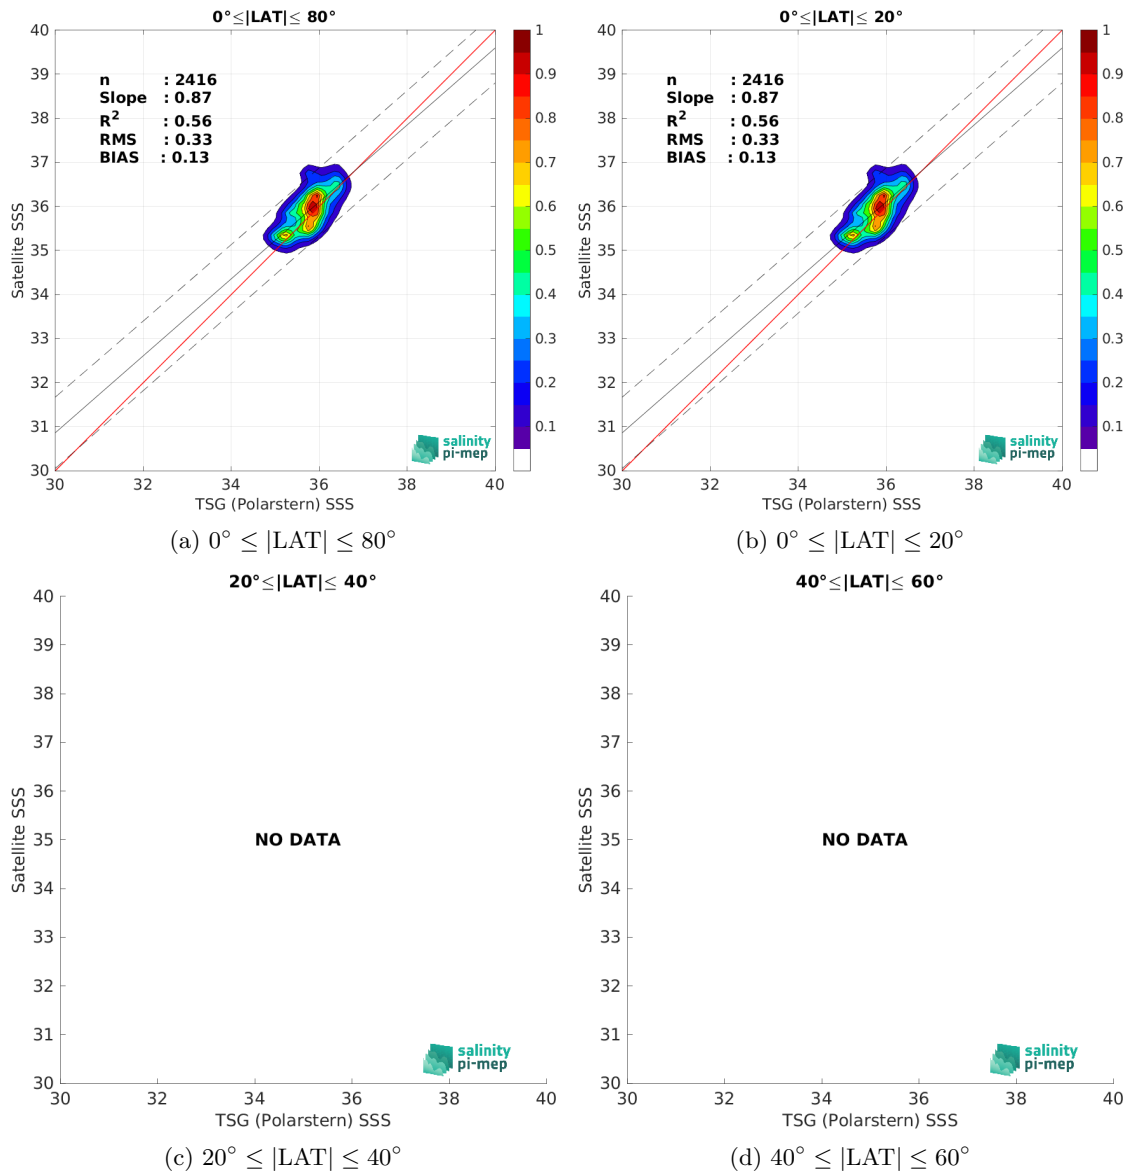 0°≤|LAT|≤ 80°
40
39
38
37
36
35
34
33
32
31
30
Satellite SSS
n : 2416
Slope : 0.87
R² : 0.56
RMS : 0.33
BIAS : 0.13
salinity
pi-mep
30 32 34 36 38 40
TSG (Polarstern) SSS
1
0.9
0.8
0.7
0.6
0.5
0.4
0.3
0.2
0.1
(a) 0° ≤ |LAT| ≤ 80°
0°≤|LAT|≤ 20°
40
39
38
37
36
35
34
33
32
31
30
Satellite SSS
n : 2416
Slope : 0.87
R² : 0.56
RMS : 0.33
BIAS : 0.13
salinity
pi-mep
30 32 34 36 38 40
TSG (Polarstern) SSS
1
0.9
0.8
0.7
0.6
0.5
0.4
0.3
0.2
0.1
(b) 0° ≤ |LAT| ≤ 20°
20°≤|LAT|≤ 40°
40
39
38
37
36
35
34
33
32
31
30
Satellite SSS
NO DATA
salinity
pi-mep
30 32 34 36 38 40
TSG (Polarstern) SSS
(c) 20° ≤ |LAT| ≤ 40°
40°≤|LAT|≤ 60°
40
39
38
37
36
35
34
33
32
31
30
Satellite SSS
NO DATA
salinity
pi-mep
30 32 34 36 38 40
TSG (Polarstern) SSS
(d) 40° ≤ |LAT| ≤ 60°